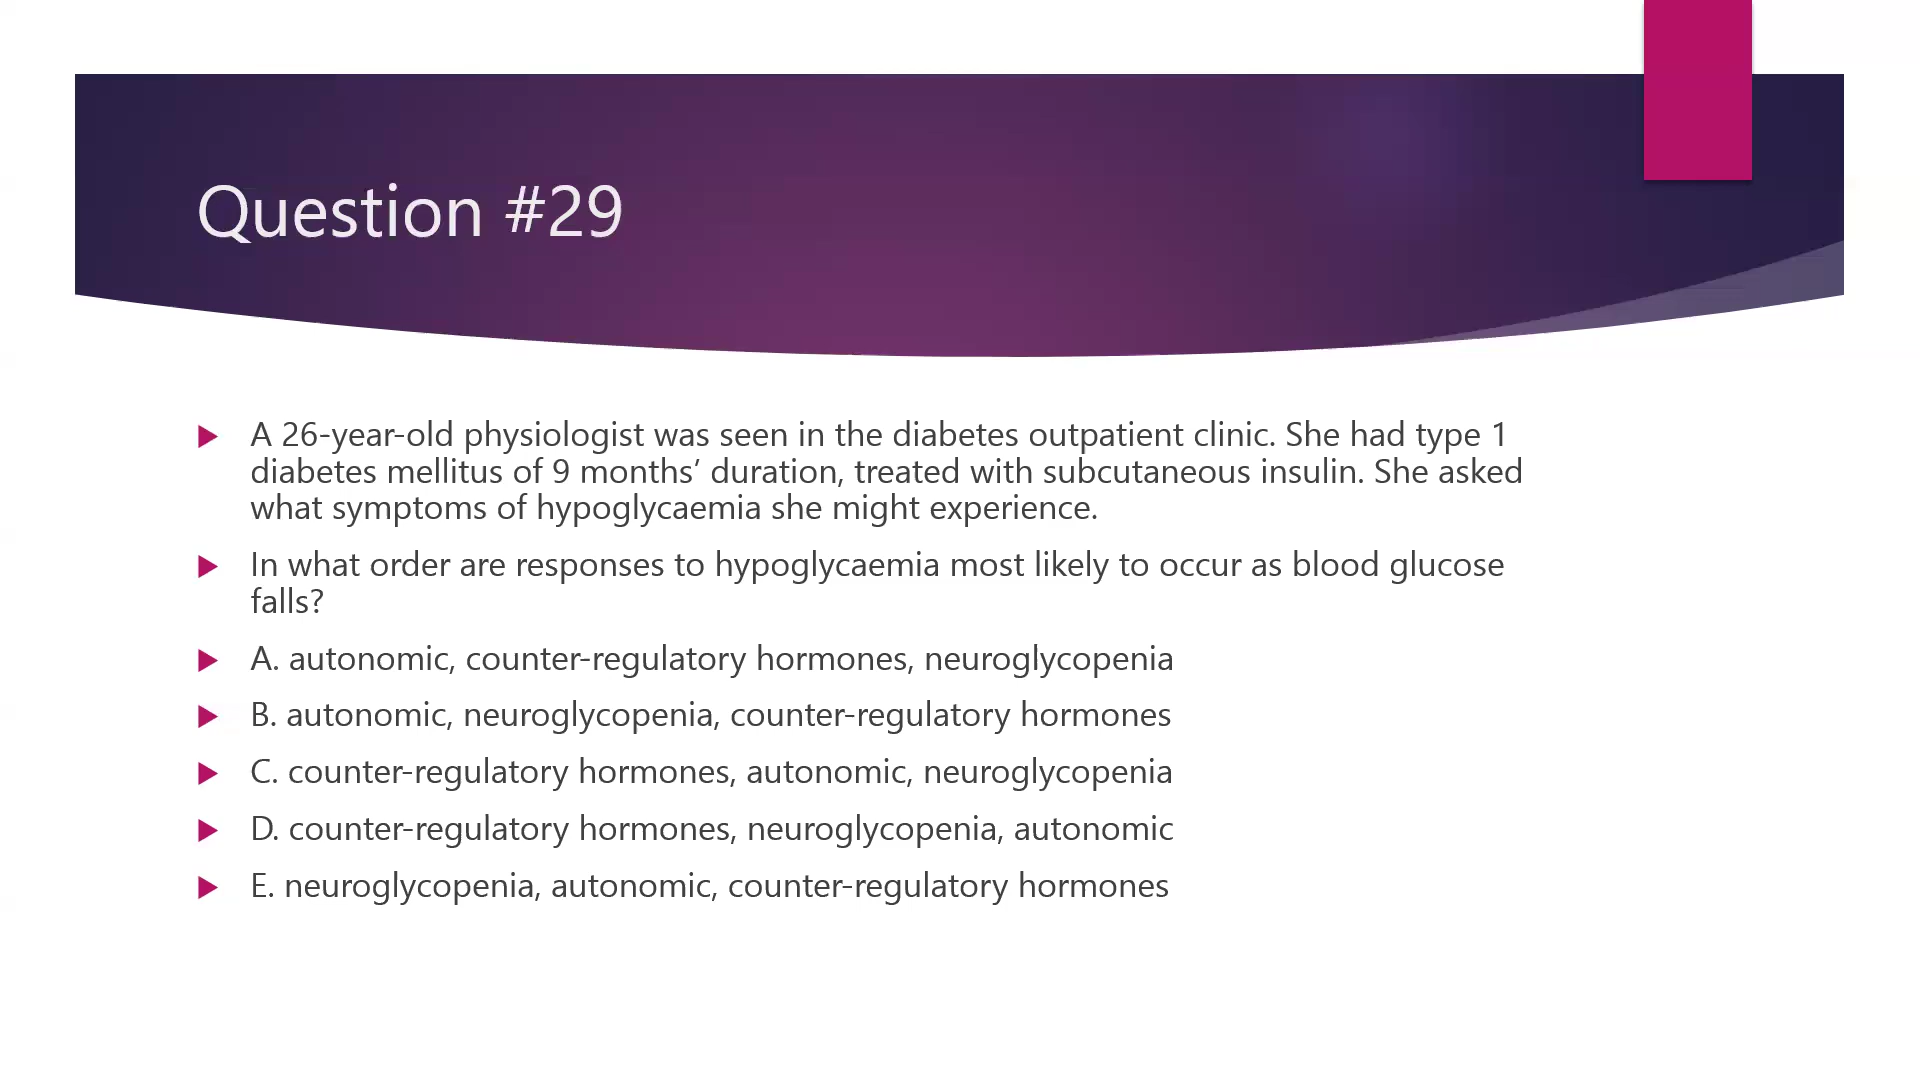 Question #29
A 26-year-old physiologist was seen in the diabetes outpatient clinic. She had type 1
diabetes mellitus of 9 months’ duration, treated with subcutaneous insulin. She asked
what symptoms of hypoglycaemia she might experience.
In what order are responses to hypoglycaemia most likely to occur as blood glucose
falls?
A. autonomic, counter-regulatory hormones, neuroglycopenia
B. autonomic, neuroglycopenia, counter-regulatory hormones
C. counter-regulatory hormones, autonomic, neuroglycopenia
D. counter-regulatory hormones, neuroglycopenia, autonomic
E. neuroglycopenia, autonomic, counter-regulatory hormones